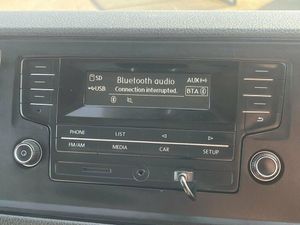 SD Bluetooth audio AUX
USB Connection interrupted. BTA
PHONE LIST
FM/AM MEDIA CAR SETUP